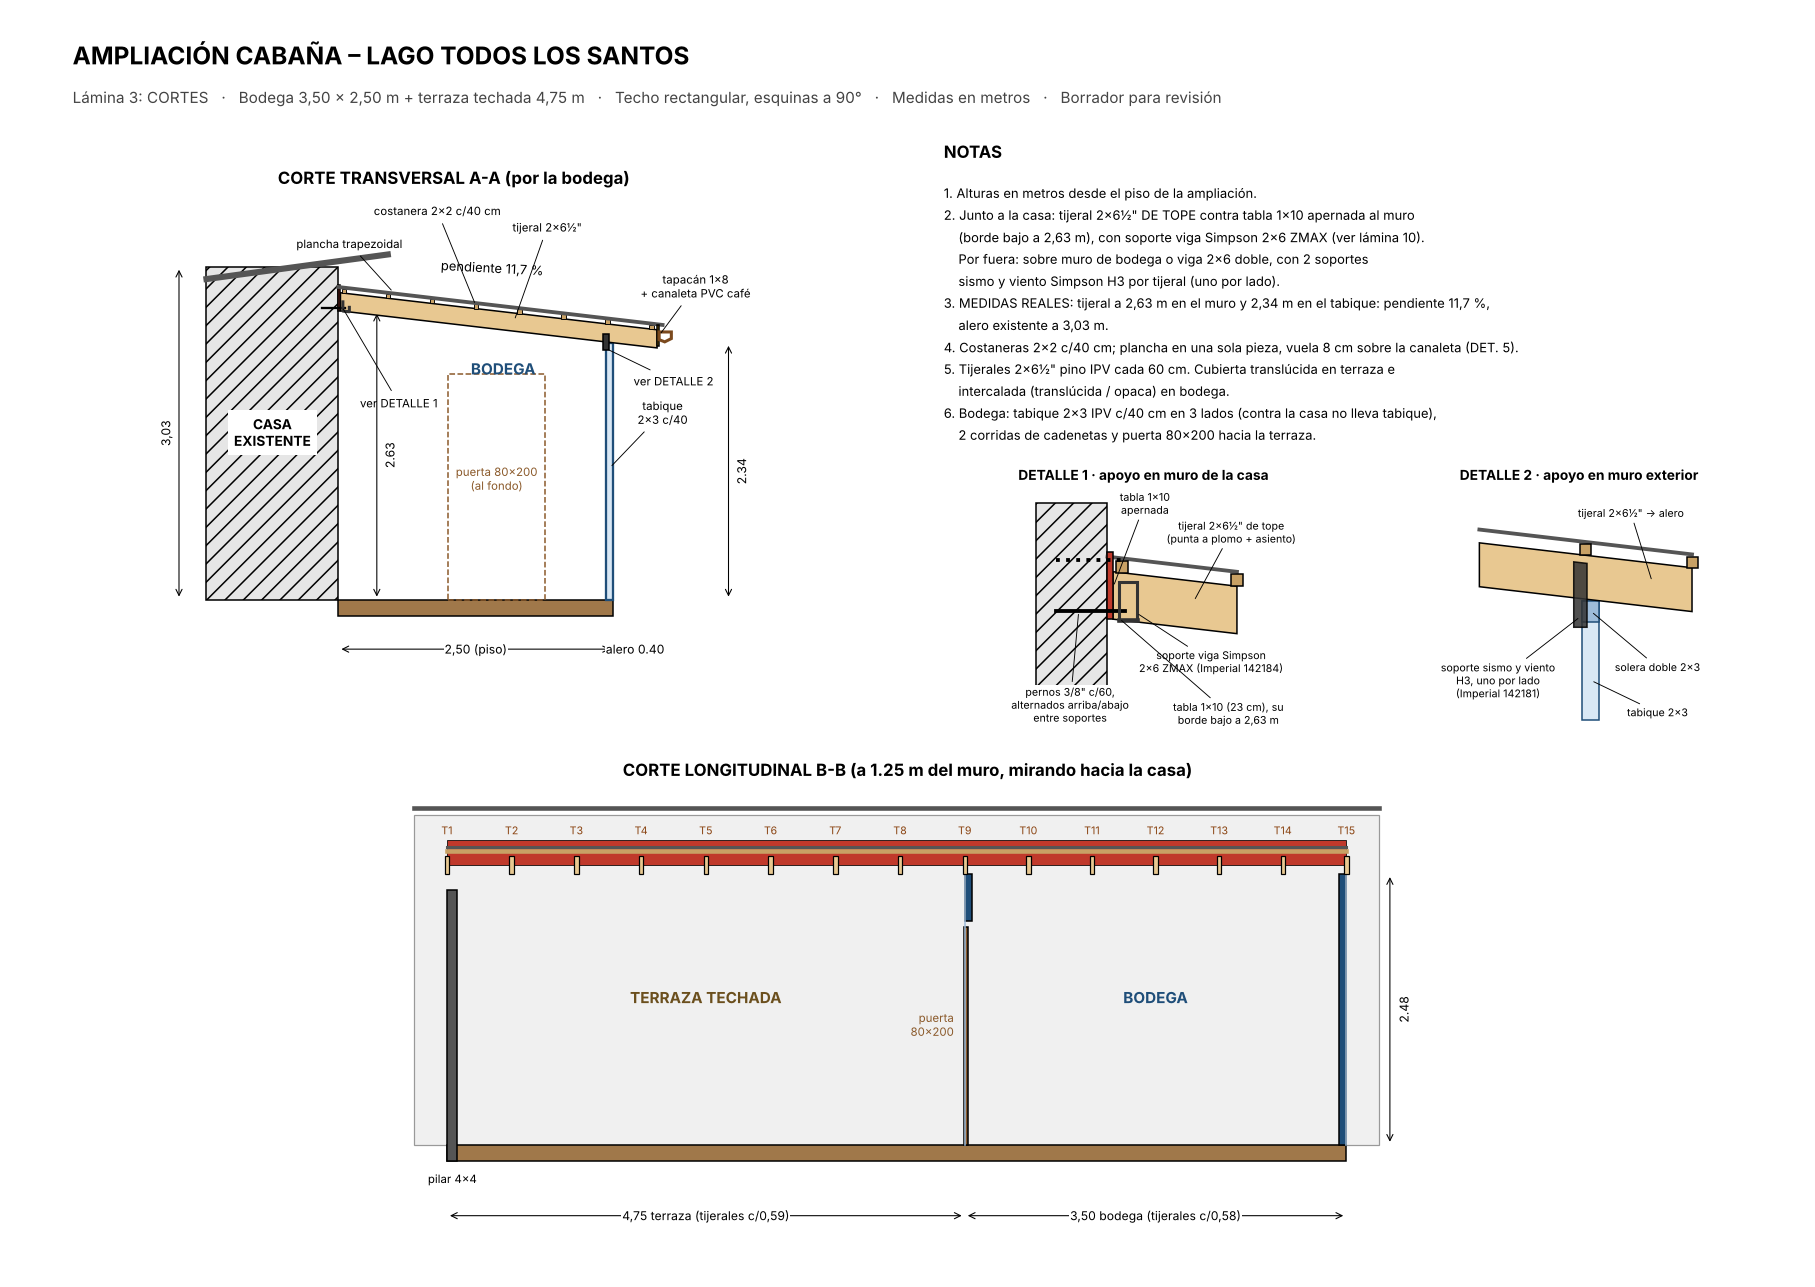 AMPLIACIÓN CABAÑA – LAGO TODOS LOS SANTOS
Lámina 3: CORTES · Bodega 3,50 × 2,50 m + terraza techada 4,75 m · Techo rectangular, esquinas a 90° · Medidas en metros · Borrador para revisión
CORTE TRANSVERSAL A-A (por la bodega)
costanera 2×2 c/40 cm
tijeral 2×6½"
plancha trapezoidal
pendiente 11,7 %
tapacán 1×8
+ canaleta PVC café
BODEGA
ver DETALLE 2
ver DETALLE 1
tabique
2×3 c/40
CASA
EXISTENTE
3,03
2.63
puerta 80×200
(al fondo)
2.34
2,50 (piso)
alero 0.40
NOTAS
1. Alturas en metros desde el piso de la ampliación.
2. Junto a la casa: tijeral 2×6½" DE TOPE contra tabla 1×10 apernada al muro
(borde bajo a 2,63 m), con soporte viga Simpson 2×6 ZMAX (ver lámina 10).
Por fuera: sobre muro de bodega o viga 2×6 doble, con 2 soportes
sismo y viento Simpson H3 por tijeral (uno por lado).
3. MEDIDAS REALES: tijeral a 2,63 m en el muro y 2,34 m en el tabique: pendiente 11,7 %,
alero existente a 3,03 m.
4. Costaneras 2×2 c/40 cm; plancha en una sola pieza, vuela 8 cm sobre la canaleta (DET. 5).
5. Tijerales 2×6½" pino IPV cada 60 cm. Cubierta translúcida en terraza e
intercalada (translúcida / opaca) en bodega.
6. Bodega: tabique 2×3 IPV c/40 cm en 3 lados (contra la casa no lleva tabique),
2 corridas de cadenetas y puerta 80×200 hacia la terraza.
DETALLE 1 · apoyo en muro de la casa
tabla 1×10
apernada
tijeral 2×6½" de tope
(punta a plomo + asiento)
soporte viga Simpson
2×6 ZMAX (Imperial 142184)
pernos 3/8" c/60,
alternados arriba/abajo
entre soportes
tabla 1×10 (23 cm), su
borde bajo a 2,63 m
DETALLE 2 · apoyo en muro exterior
tijeral 2×6½" → alero
soporte sismo y viento
H3, uno por lado
(Imperial 142181)
solera doble 2×3
tabique 2×3
CORTE LONGITUDINAL B-B (a 1.25 m del muro, mirando hacia la casa)
T1 T2 T3 T4 T5 T6 T7 T8 T9 T10 T11 T12 T13 T14 T15
TERRAZA TECHADA
BODEGA
puerta
80×200
2.48
pilar 4×4
4,75 terraza (tijerales c/0,59)
3,50 bodega (tijerales c/0,58)